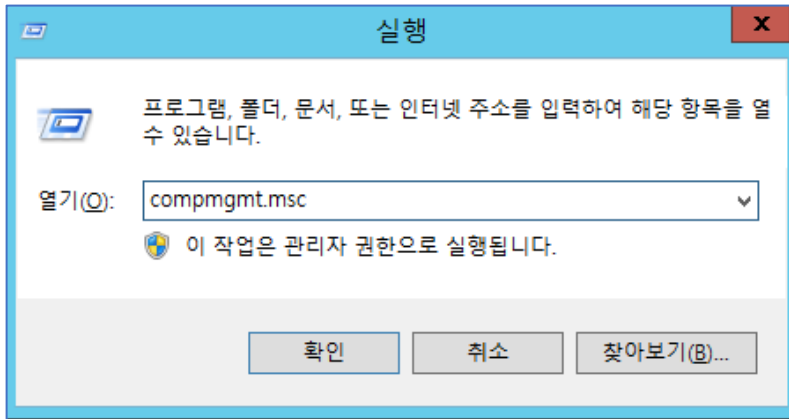 실행
프로그램, 폴더, 문서, 또는 인터넷 주소를 입력하여 해당 항목을 열
수 있습니다.
열기(O): compmgmt.msc
이 작업은 관리자 권한으로 실행됩니다.
확인 취소 찾아보기(B)...